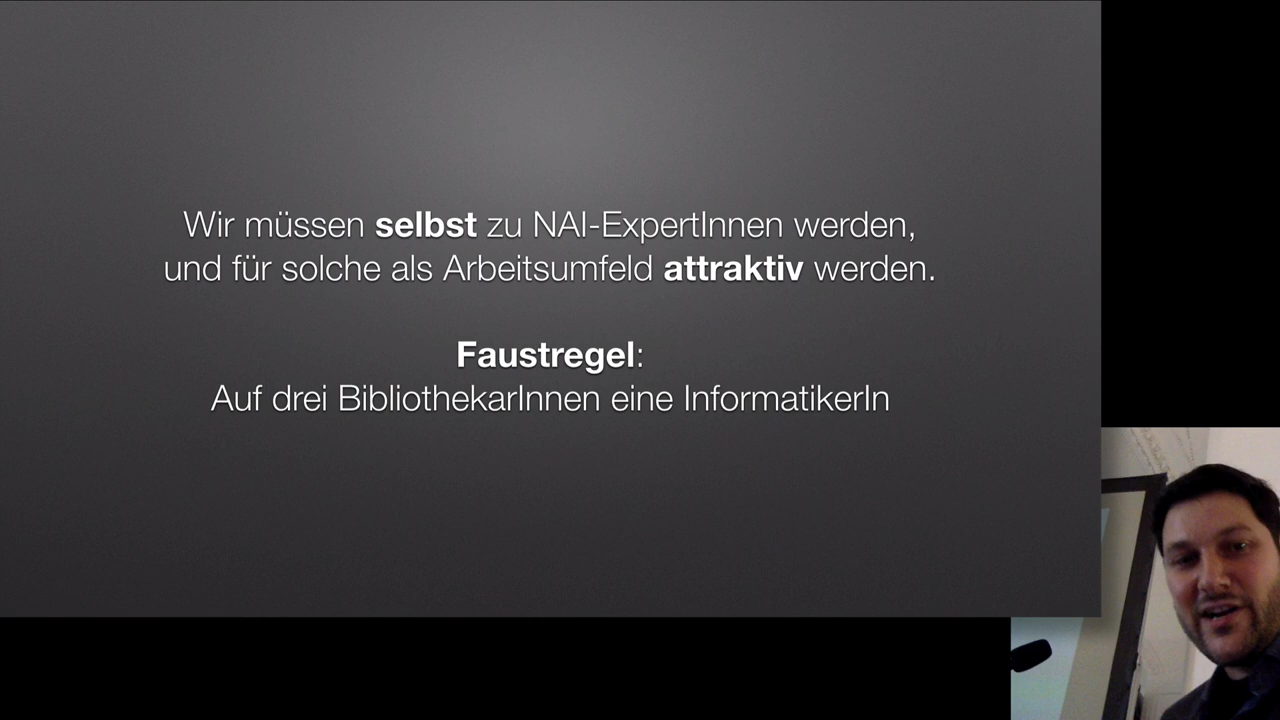 Wir müssen selbst zu NAI-ExpertInnen werden,
und für solche als Arbeitsumfeld attraktiv werden.
Faustregel:
Auf drei BibliothekarInnen eine InformatikerIn